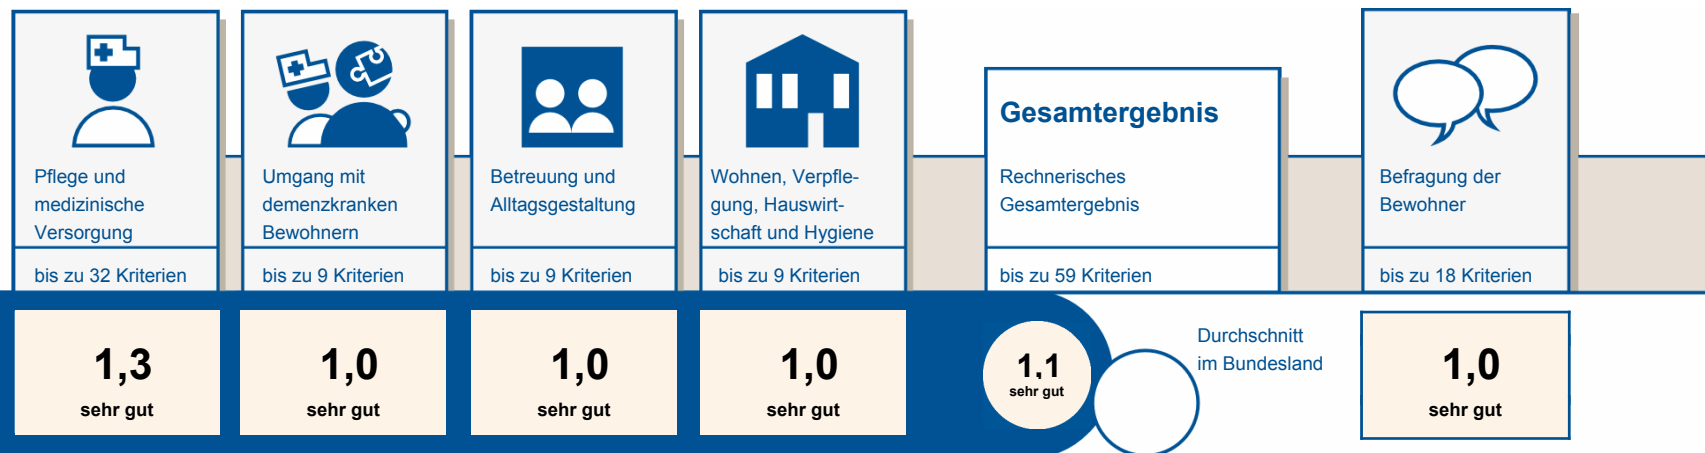 Pflege und
medizinische
Versorgung
bis zu 32 Kriterien
1,3
sehr gut
Umgang mit
demenzkranken
Bewohnern
bis zu 9 Kriterien
1,0
sehr gut
Betreuung und
Alltagsgestaltung
bis zu 9 Kriterien
1,0
sehr gut
Wohnen, Verpfle-
gung, Hauswirt-
schaft und Hygiene
bis zu 9 Kriterien
1,0
sehr gut
Gesamtergebnis
Rechnerisches
Gesamtergebnis
bis zu 59 Kriterien
1,1
sehr gut
Durchschnitt
im Bundesland
Befragung der
Bewohner
bis zu 18 Kriterien
1,0
sehr gut